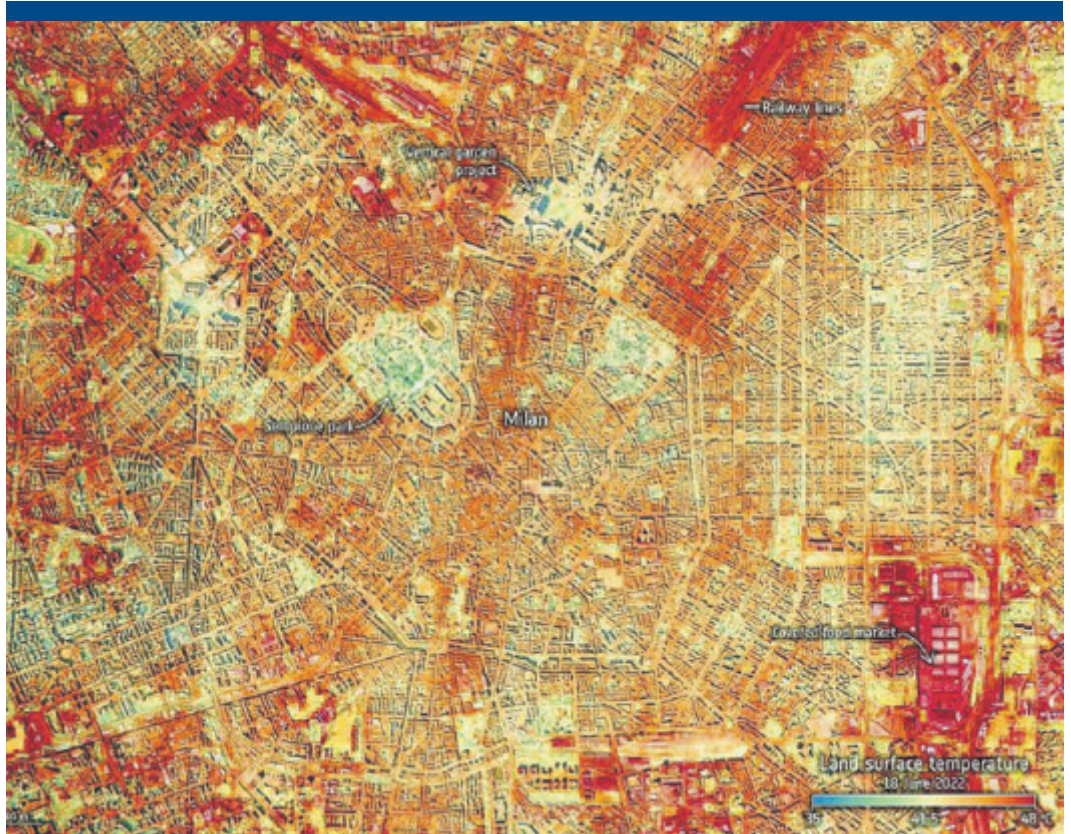 Railway lines
Vertical garden
project
Sempione park
Milan
Covered food market
Land surface temperature
18 June 2022
35
41.5
48 °C